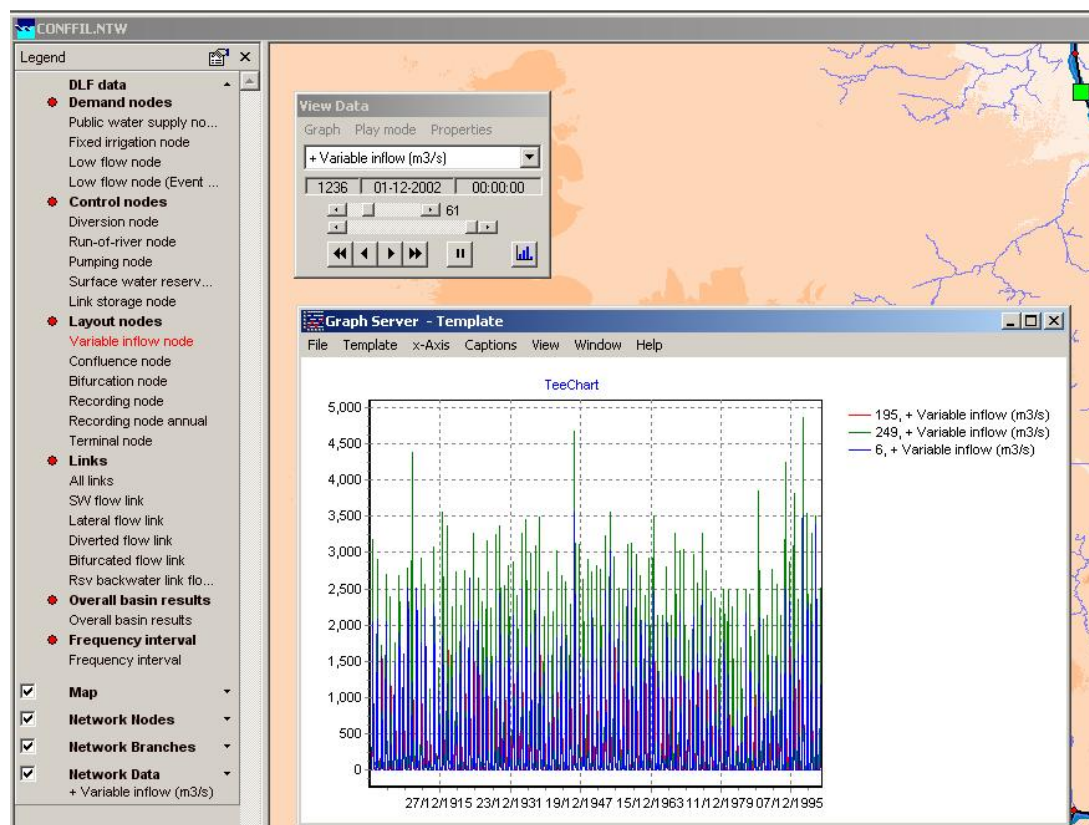 CONFFIL.NTW
Legend
DLF data
Demand nodes
Public water supply no...
Fixed irrigation node
Low flow node
Low flow node (Event ...
Control nodes
Diversion node
Run-of-river node
Pumping node
Surface water reserv...
Link storage node
Layout nodes
Variable inflow node
Confluence node
Bifurcation node
Recording node
Recording node annual
Terminal node
Links
All links
SW flow link
Lateral flow link
Diverted flow link
Bifurcated flow link
Rsv backwater link flo...
Overall basin results
Overall basin results
Frequency interval
Frequency interval
Map
Network Nodes
Network Branches
Network Data
+ Variable inflow (m3/s)
View Data
Graph Play mode Properties
+ Variable inflow (m3/s)
1236 01-12-2002 00:00:00
61
Graph Server - Template
File Template x-Axis Captions View Window Help
TeeChart
5,000
4,500
4,000
3,500
3,000
2,500
2,000
1,500
1,000
500
0
27/12/1915 23/12/1931 19/12/1947 15/12/1963 11/12/1979 07/12/1995
195, + Variable inflow (m3/s)
249, + Variable inflow (m3/s)
6, + Variable inflow (m3/s)